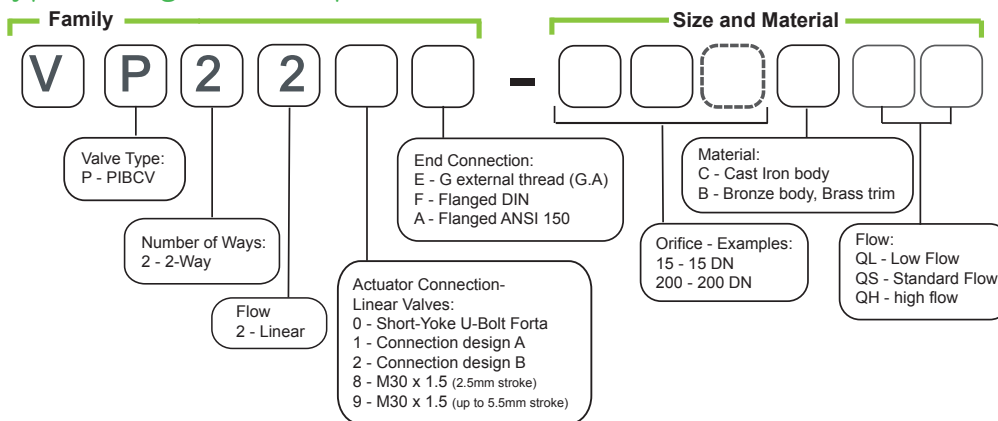 Family
Size and Material
V P 2 2 -
Valve Type:
P - PIBCV
Number of Ways:
2 - 2-Way
Flow
2 - Linear
Actuator Connection-
Linear Valves:
0 - Short-Yoke U-Bolt Forta
1 - Connection design A
2 - Connection design B
8 - M30 x 1.5 (2.5mm stroke)
9 - M30 x 1.5 (up to 5.5mm stroke)
End Connection:
E - G external thread (G.A)
F - Flanged DIN
A - Flanged ANSI 150
Orifice - Examples:
15 - 15 DN
200 - 200 DN
Material:
C - Cast Iron body
B - Bronze body, Brass trim
Flow:
QL - Low Flow
QS - Standard Flow
QH - high flow